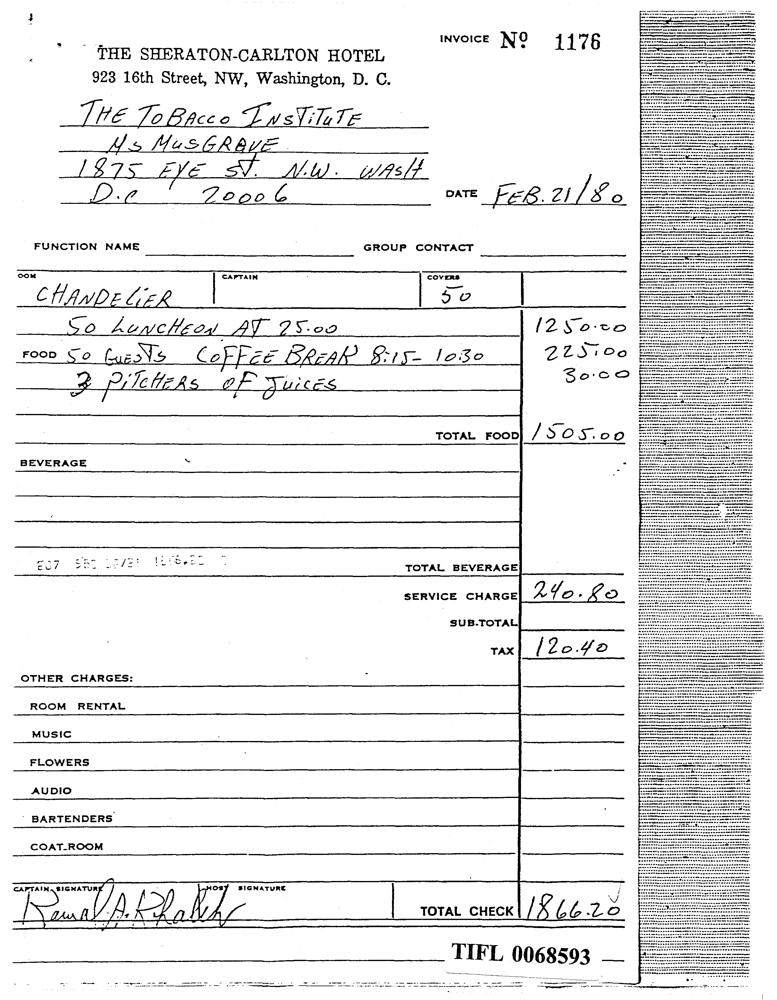 INVOICE Nº 1176
THE SHERATON-CARLTON HOTEL
923 16th Street, NW, Washington, D. C.
THE TOBACCO INSTITUTE
MS MUSGRAVE
1875 EYE ST. N.W. WASH
D.C 20006
DATE FEB. 21/80
FUNCTION NAME GROUP CONTACT
OOM CAPTAIN COVERS
CHANDELIER 50
50 LUNCHEON AT 25.00 1250.00
FOOD 50 GUESTS COFFEE BREAK 8:15- 10:30 225.00
3 PITCHERS OF JUICES 30.00
TOTAL FOOD 1505.00
BEVERAGE
TOTAL BEVERAGE
SERVICE CHARGE 240.80
SUB-TOTAL
TAX 120.40
OTHER CHARGES:
ROOM RENTAL
MUSIC
FLOWERS
AUDIO
BARTENDERS
COAT-ROOM
CAPTAIN SIGNATURE HOST SIGNATURE
TOTAL CHECK 1866.20
TIFL 0068593